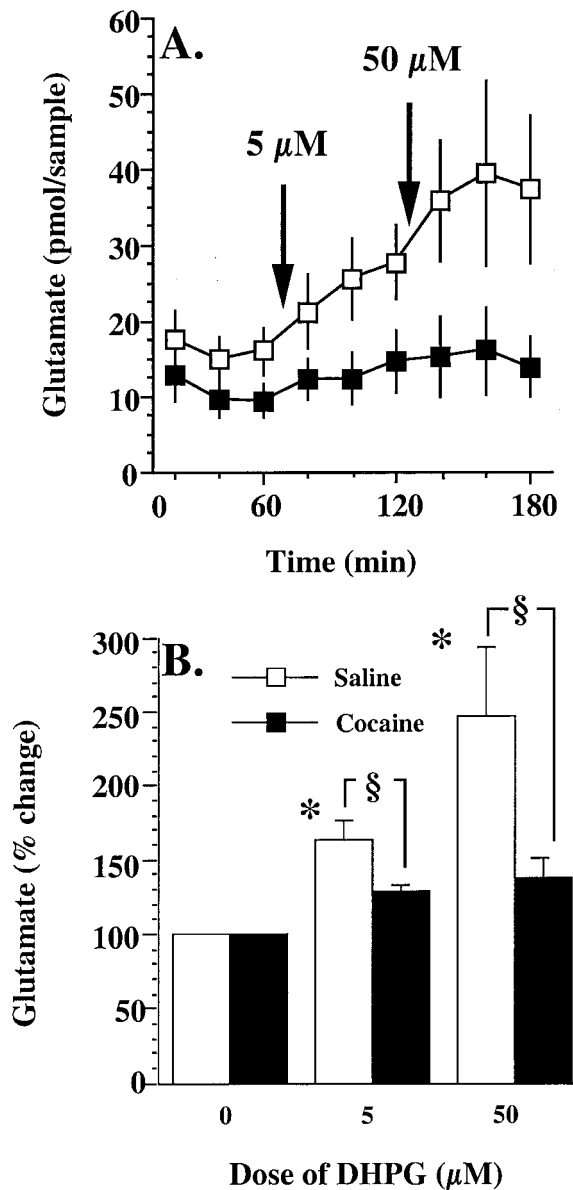 A.
60
50
40
30
20
10
0
Glutamate (pmol/sample)
5 µM
50 µM
0 60 120 180
Time (min)
B.
300
250
200
150
100
50
0
Glutamate (% change)
Saline
Cocaine
* §
* §
0 5 50
Dose of DHPG (µM)